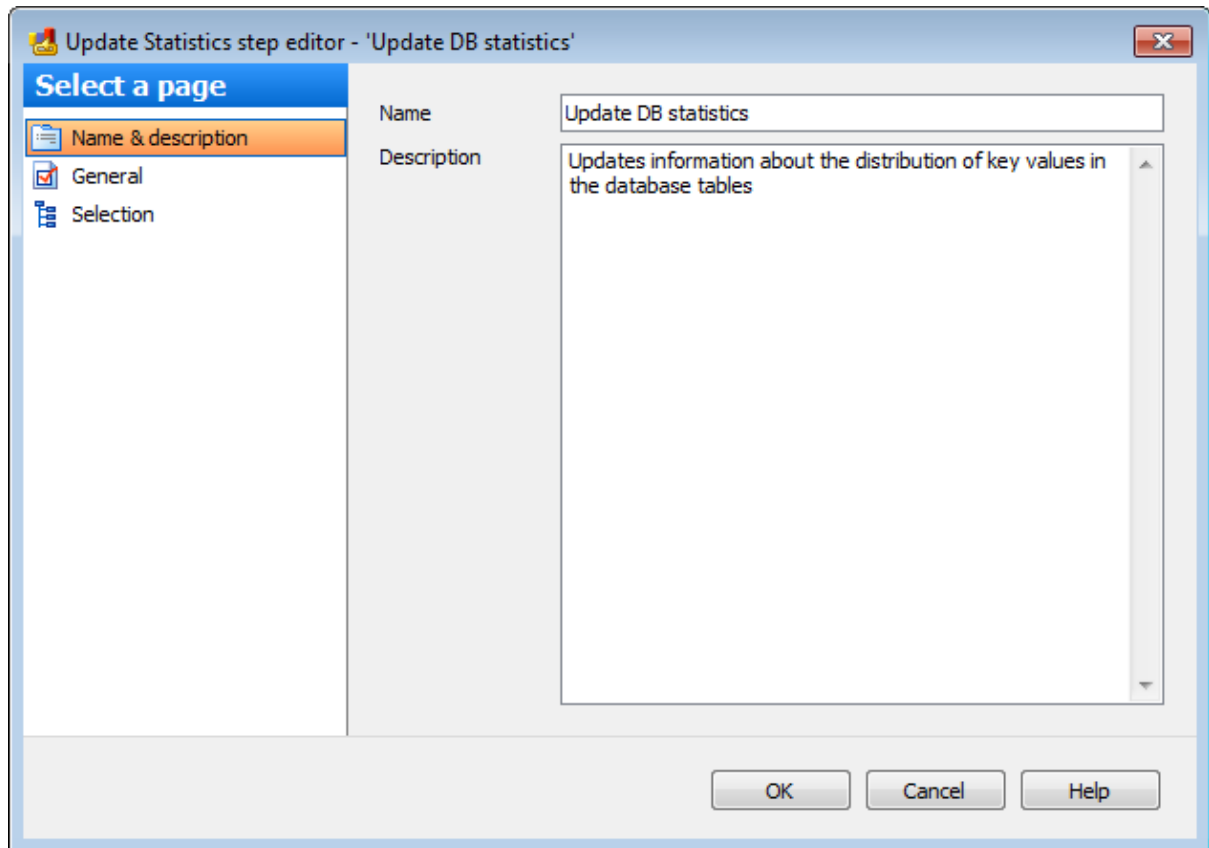 Update Statistics step editor - 'Update DB statistics'
Select a page
Name & description
General
Selection
Name
Update DB statistics
Description
Updates information about the distribution of key values in
the database tables
OK
Cancel
Help